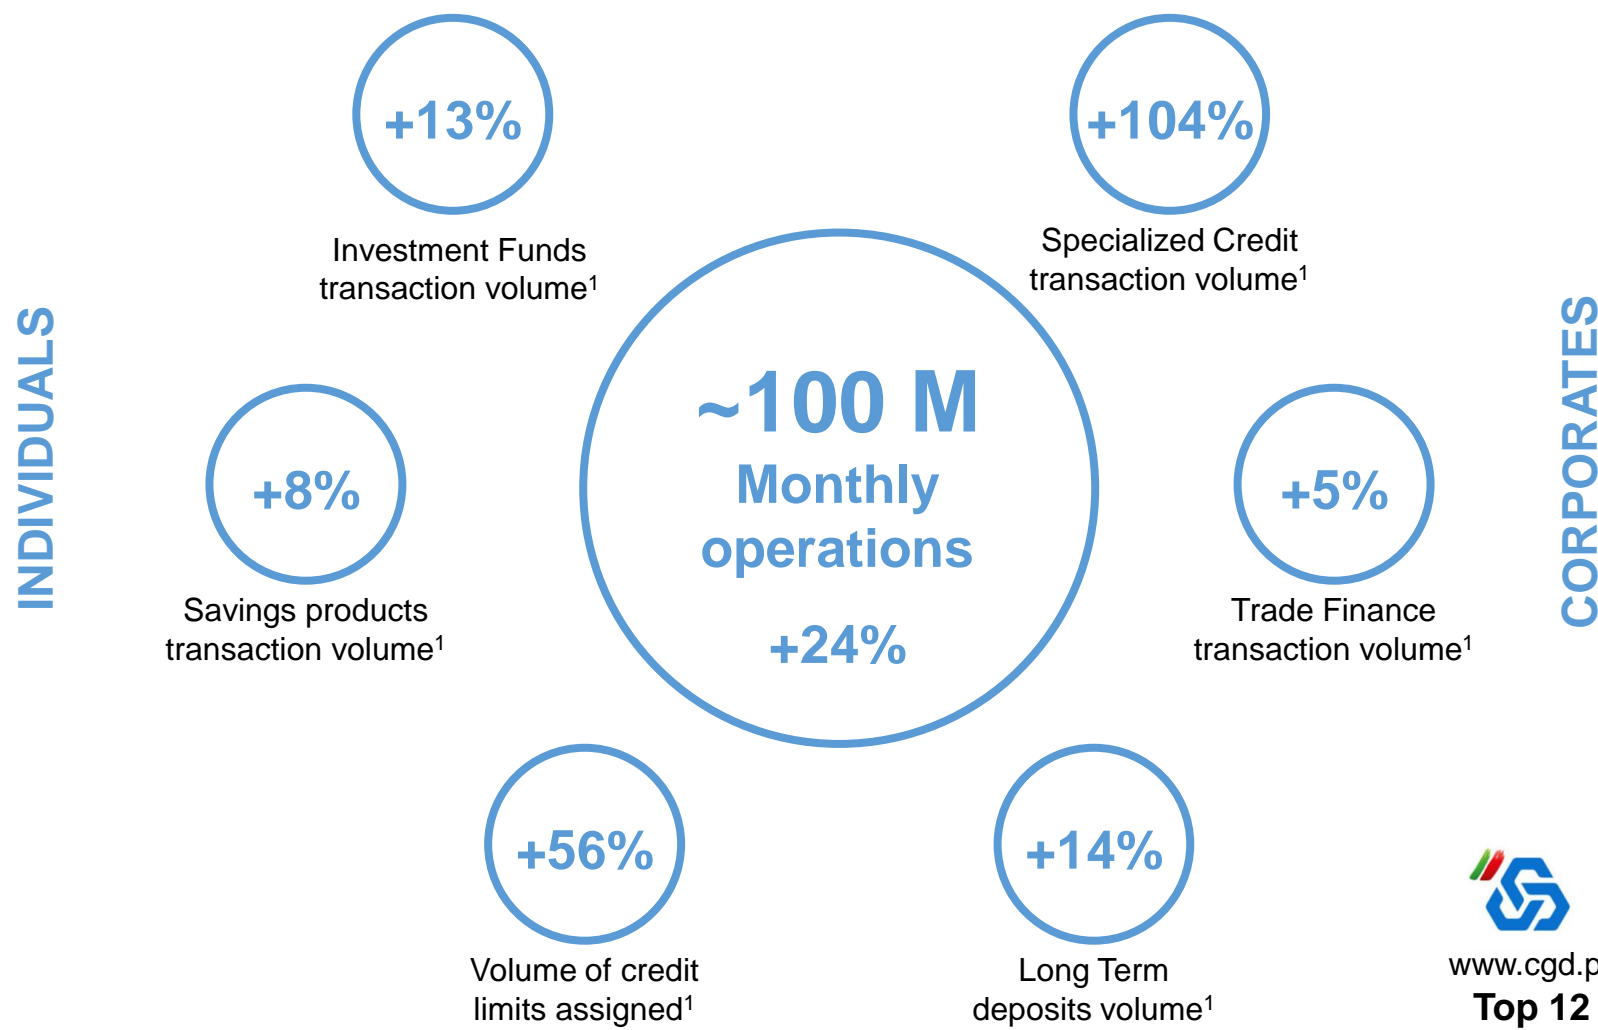 INDIVIDUALS
+13%
Investment Funds
transaction volume¹
+8%
Savings products
transaction volume¹
+56%
Volume of credit
limits assigned¹
~100 M
Monthly
operations
+24%
+104%
Specialized Credit
transaction volume¹
+5%
Trade Finance
transaction volume¹
+14%
Long Term
deposits volume¹
CORPORATES
www.cgd.p
Top 12